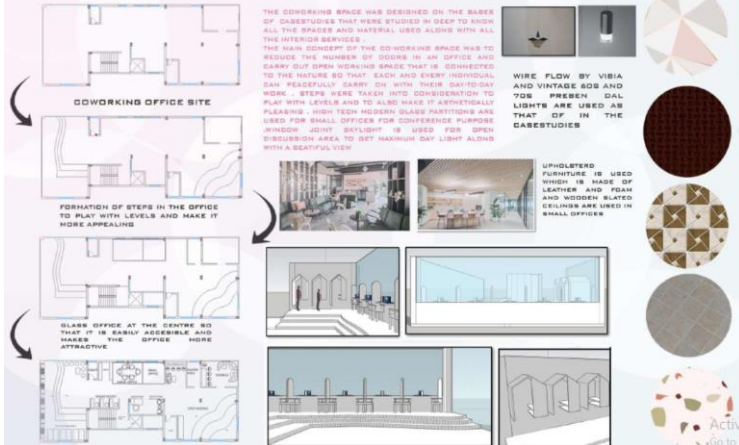 THE COWORKING SPACE WAS DESIGNED ON THE BASES
OF CASESTUDIES THAT WERE STUDIED IN DEEP TO KNOW
ALL THE SPACES AND MATERIAL USED ALONG WITH ALL
THE INTERIOR SERVICES .
THE MAIN CONCEPT OF THE CO-WORKING SPACE WAS TO
REDUCE THE NUMBER OF DOORS IN AN OFFICE AND
CARRY OUT OPEN WORKING SPACE THAT IS CONNECTED
TO THE NATURE SO THAT EACH AND EVERY INDIVIDUAL
CAN PEACEFULLY CARRY ON WITH THEIR DAY-TO-DAY
WORK . STEPS WERE TAKEN INTO CONSIDERATION TO
PLAY WITH LEVELS AND TO ALSO MAKE IT ASTHETICALLY
PLEASING . HIGH TECH MODERN GLASS PARTITIONS ARE
USED FOR SMALL OFFICES FOR CONFERENCE PURPOSE
.WINDOW JOINT SKYLIGHT IS USED FOR OPEN
DISCUSSION AREA TO GET MAXIMUM DAY LIGHT ALONG
WITH A BEATIFUL VIEW
WIRE FLOW BY VIBIA
AND VINTAGE 60S AND
70S PRESEN DAL
LIGHTS ARE USED AS
THAT OF IN THE
CASESTUDIES
COWORKING OFFICE SITE
UPHOLSTERD
FURNITURE IS USED
WHICH IS MADE OF
LEATHER AND FOAM
AND WOODEN SLATED
CEILINGS ARE USED IN
SMALL OFFICES
FORMATION OF STEPS IN THE OFFICE
TO PLAY WITH LEVELS AND MAKE IT
MORE APPEALING
GLASS OFFICE AT THE CENTRE SO
THAT IT IS EASILY ACCESIBLE AND
MAKES THE OFFICE MORE
ATTRACTIVE
Activ
Go to